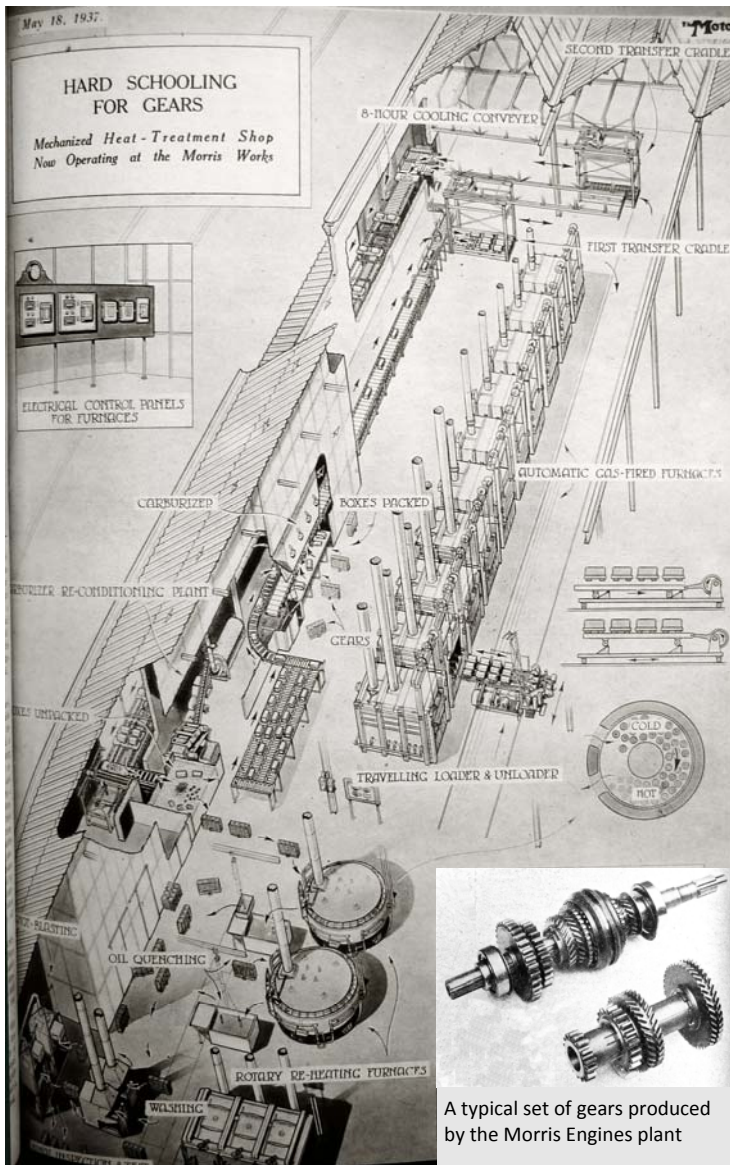 May 18, 1937.
The Moto
HARD SCHOOLING
FOR GEARS
Mechanized Heat-Treatment Shop
Now Operating at the Morris Works
SECOND TRANSFER CRADLE
8-HOUR COOLING CONVEYER
FIRST TRANSFER CRADLE
ELECTRICAL CONTROL PANELS
FOR FURNACES
AUTOMATIC GAS-FIRED FURNACES
CARBURIZER
BOXES PACKED
RE-CONDITIONING PLANT
GEARS
UNPACKED
COLD
HOT
TRAVELLING LOADER & UNLOADER
BLASTING
OIL QUENCHING
ROTARY RE-HEATING FURNACES
WASHING
INSPECTION &
A typical set of gears produced
by the Morris Engines plant